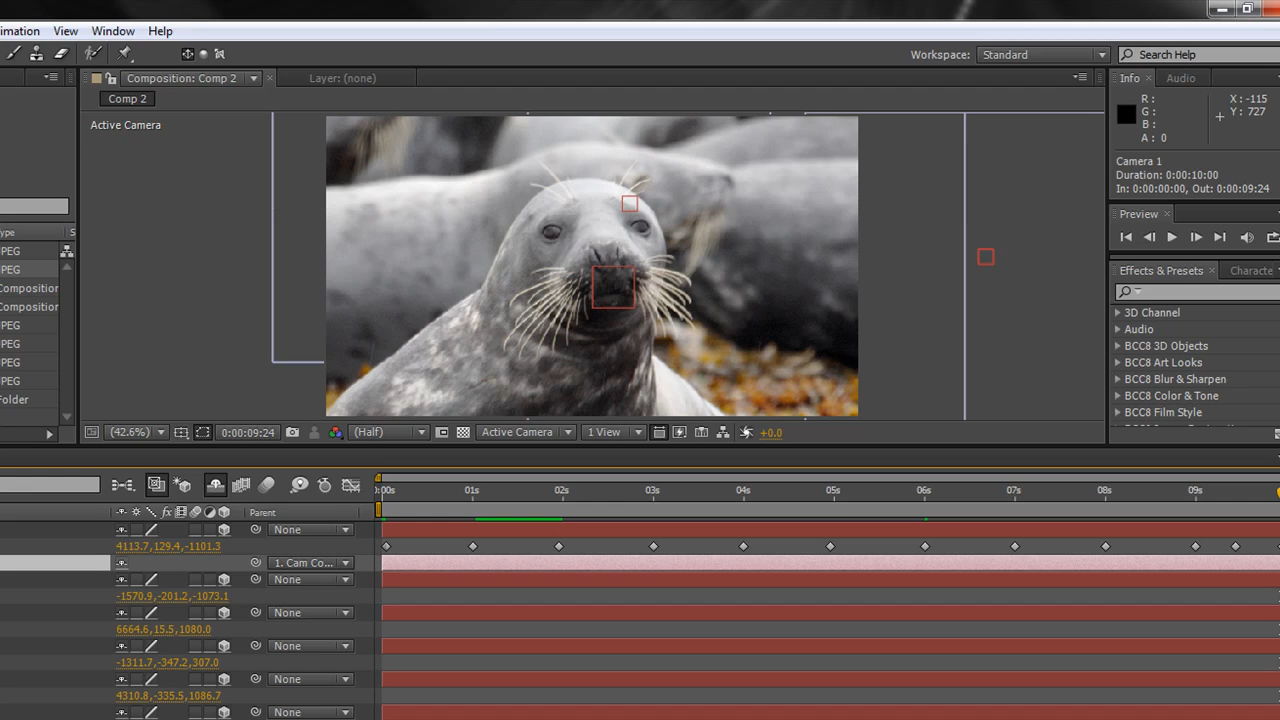 imation View Window Help
Workspace: Standard Search Help
Composition: Comp 2 Layer: (none)
Info Audio
Comp 2
Active Camera
R :
G :
B :
A : 0
X : -115
Y : 727
Camera 1
Duration: 0:00:10:00
In: 0:00:00:00, Out: 0:00:09:24
Preview
Effects & Presets Characte
3D Channel
Audio
BCC8 3D Objects
BCC8 Art Looks
BCC8 Blur & Sharpen
BCC8 Color & Tone
BCC8 Film Style
ype S
PEG
PEG
Composition
Composition
PEG
PEG
PEG
PEG
Folder
(42.6%) 0:00:09:24 (Half) Active Camera 1 View +0.0
0:00s 01s 02s 03s 04s 05s 06s 07s 08s 09s
fx Parent
None
4113.7,129.4,-1101.3
1. Cam Co...
None
-1570.9,-201.2,-1073.1
None
6664.6,15.5,1080.0
None
-1311.7,-347.2,307.0
None
4310.8,-335.5,1086.7
None